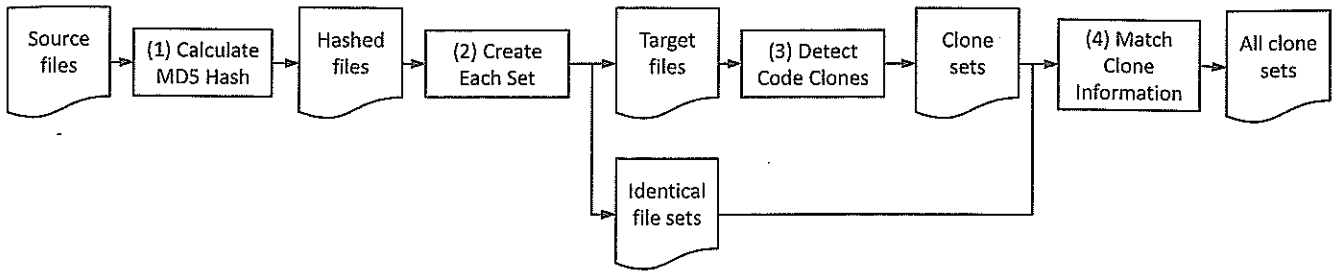 Source
files
(1) Calculate
MD5 Hash
Hashed
files
(2) Create
Each Set
Target
files
(3) Detect
Code Clones
Clone
sets
(4) Match
Clone
Information
All clone
sets
Identical
file sets